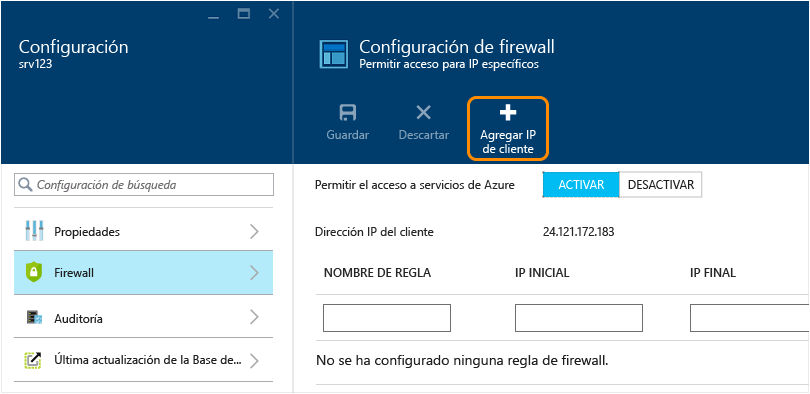 Configuración
srv123
Configuración de firewall
Permitir acceso para IP específicos
Guardar
Descartar
Agregar IP
de cliente
Configuración de búsqueda
Propiedades
Firewall
Auditoría
Última actualización de la Base de...
Permitir el acceso a servicios de Azure
ACTIVAR
DESACTIVAR
Dirección IP del cliente
24.121.172.183
NOMBRE DE REGLA
IP INICIAL
IP FINAL
No se ha configurado ninguna regla de firewall.